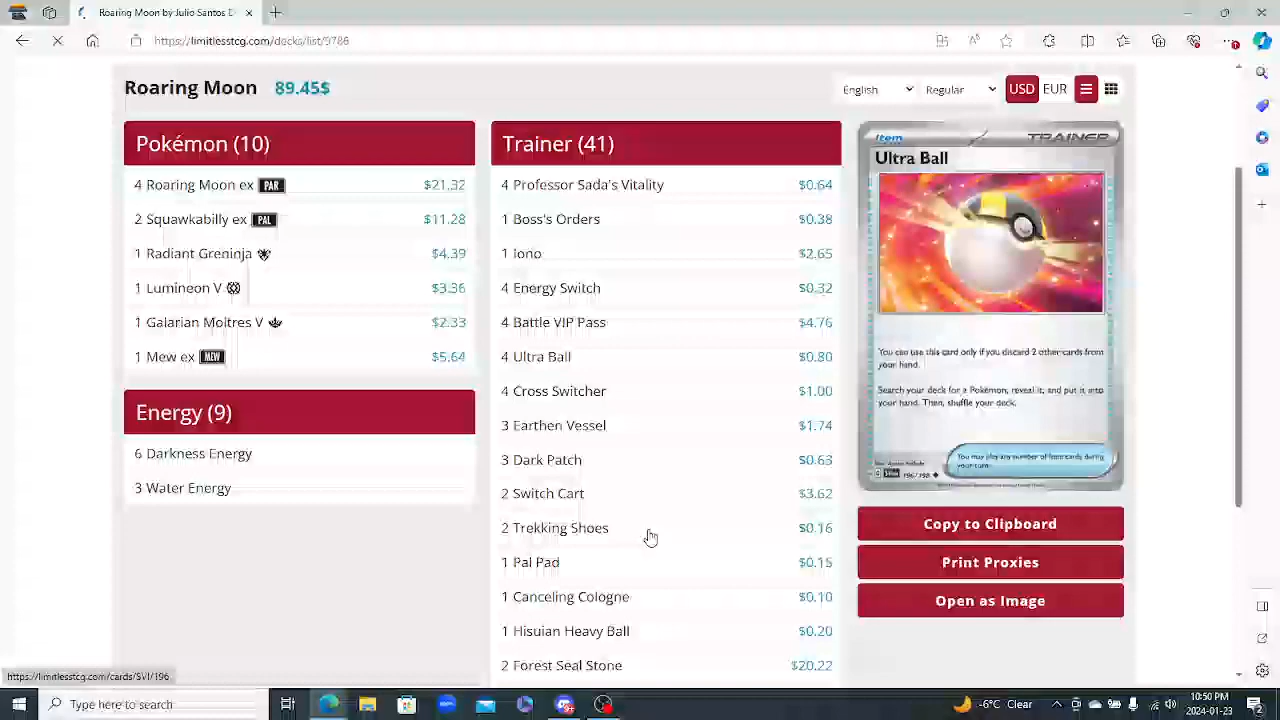 Roaring Moon by Julio Santos D
https://limitlesstcg.com/decks/list/9786
Roaring Moon 89.45$
English
Regular
USD
EUR
Pokémon (10)
4 Roaring Moon ex PAR $21.32
2 Squawkabilly ex PAL $11.28
1 Radiant Greninja $4.39
1 Lumineon V $3.36
1 Galarian Moltres V $2.33
1 Mew ex MEW $5.64
Energy (9)
6 Darkness Energy
3 Water Energy
Trainer (41)
4 Professor Sada's Vitality $0.64
1 Boss's Orders $0.38
1 Iono $2.65
4 Energy Switch $0.32
4 Battle VIP Pass $4.76
4 Ultra Ball $0.80
4 Cross Switcher $1.00
3 Earthen Vessel $1.74
3 Dark Patch $0.63
2 Switch Cart $3.62
2 Trekking Shoes $0.16
1 Pal Pad $0.15
1 Canceling Cologne $0.10
1 Hisuian Heavy Ball $0.20
2 Forest Seal Stone $20.22
Item
TRAINER
Ultra Ball
You can use this card only if you discard 2 other cards from
your hand.
Search your deck for a Pokémon, reveal it, and put it into
your hand. Then, shuffle your deck.
You may play any number of Item cards during
your turn.
196/198
Copy to Clipboard
Print Proxies
Open as Image
https://limitlesstcg.com/cards/SVI/196
Type here to search
-6°C Clear
10:50 PM
2024-01-23